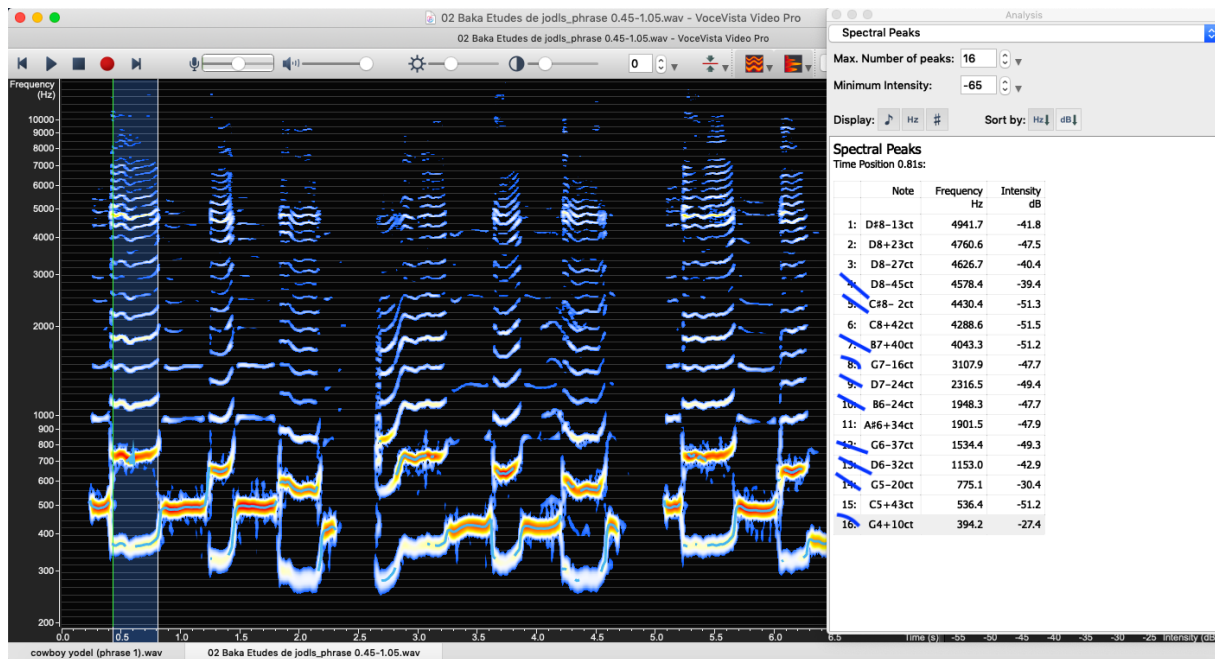 02 Baka Etudes de jodls_phrase 0.45-1.05.wav - VoceVista Video Pro
02 Baka Etudes de jodls_phrase 0.45-1.05.wav - VoceVista Video Pro
0
Frequency
(Hz)
10000
9000
8000
7000
6000
5000
4000
3000
2000
1000
900
800
700
600
500
400
300
200
0.0 0.5 1.0 1.5 2.0 2.5 3.0 3.5 4.0 4.5 5.0 5.5 6.0 6.5 Time (s) -55 -50 -45 -40 -35 -30 -25 Intensity (dB
cowboy yodel (phrase 1).wav 02 Baka Etudes de jodls_phrase 0.45-1.05.wav
Analysis
Spectral Peaks
Max. Number of peaks: 16
Minimum Intensity: -65
Display: ♪ Hz # Sort by: Hz↓ dB↓
Spectral Peaks
Time Position 0.81s:
Note Frequency Intensity
Hz dB
1: D♯8-13ct 4941.7 -41.8
2: D8+23ct 4760.6 -47.5
3: D8-27ct 4626.7 -40.4
4: D8-45ct 4578.4 -39.4
5: C♯8- 2ct 4430.4 -51.3
6: C8+42ct 4288.6 -51.5
7: B7+40ct 4043.3 -51.2
8: G7-16ct 3107.9 -47.7
9: D7-24ct 2316.5 -49.4
10: B6-24ct 1948.3 -47.7
11: A♯6+34ct 1901.5 -47.9
12: G6-37ct 1534.4 -49.3
13: D6-32ct 1153.0 -42.9
14: G5-20ct 775.1 -30.4
15: C5+43ct 536.4 -51.2
16: G4+10ct 394.2 -27.4